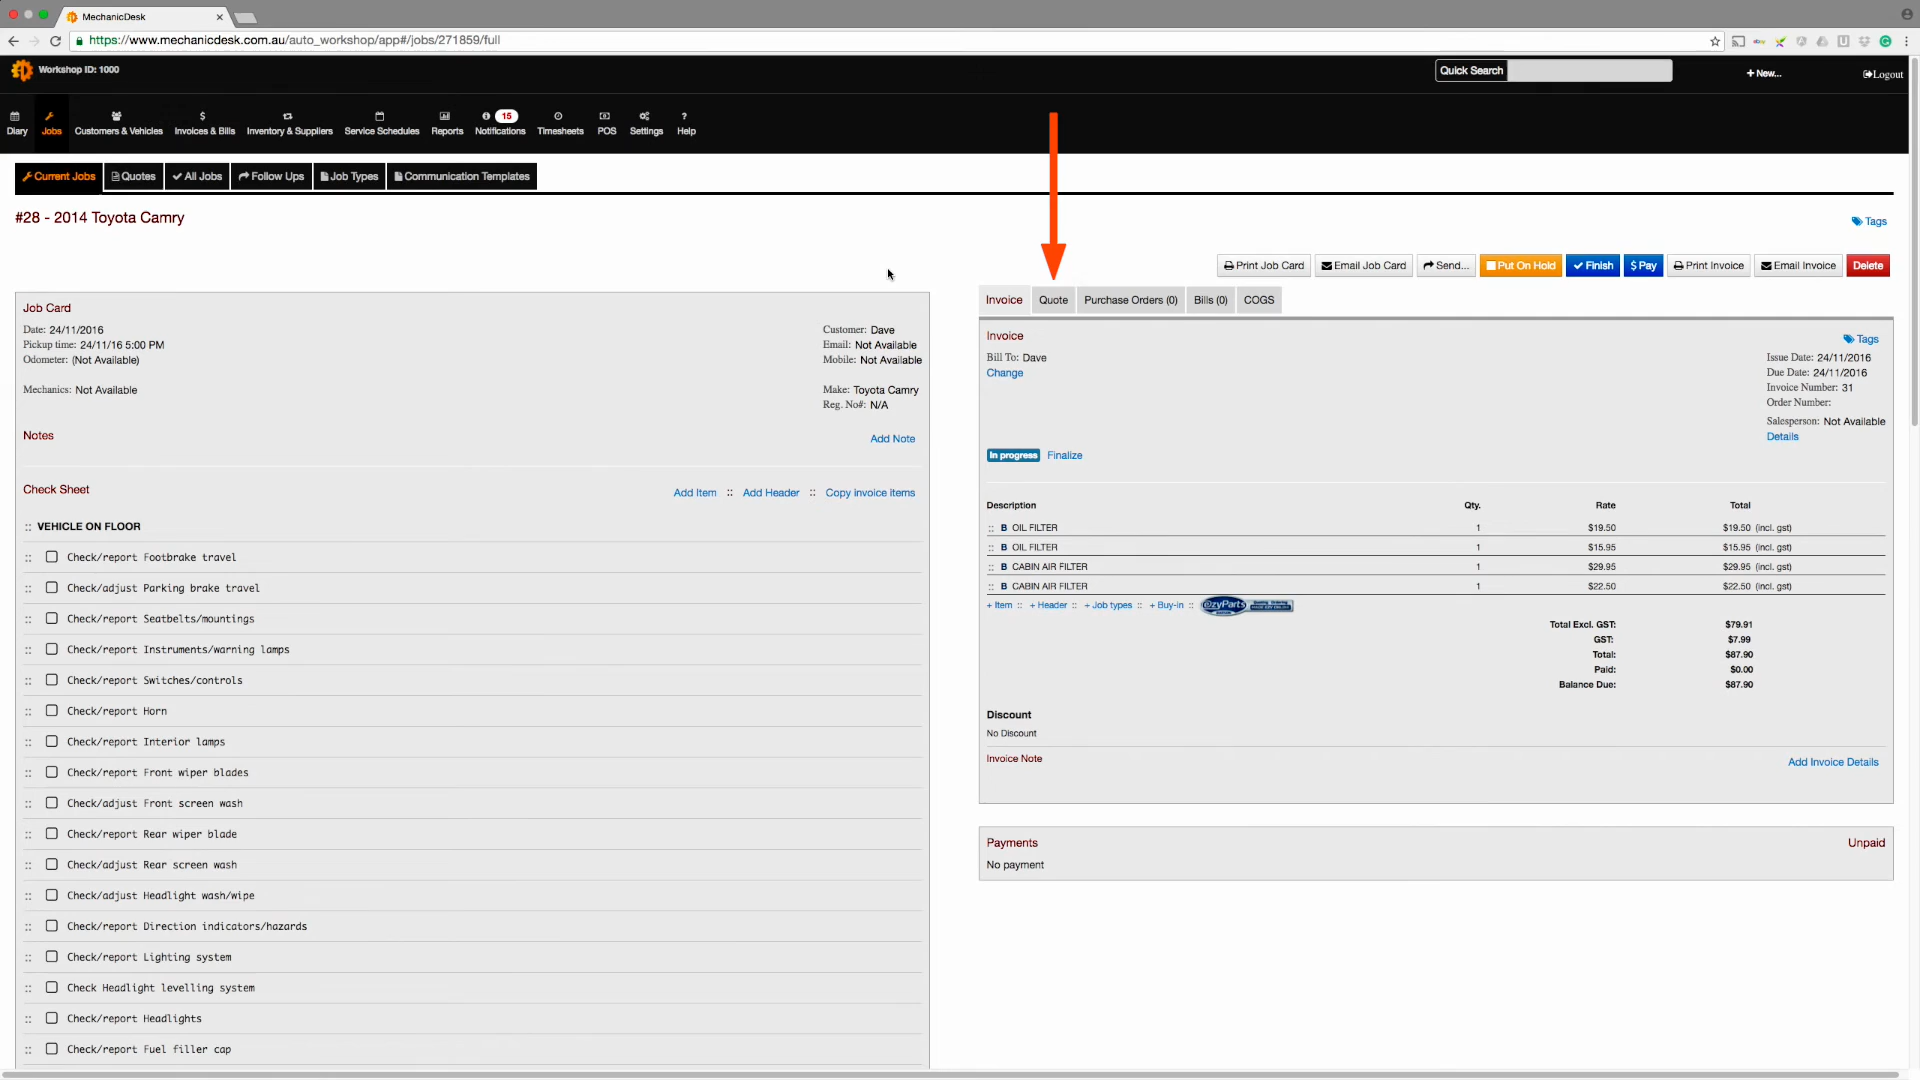 MechanicDesk
https://www.mechanicdesk.com.au/auto_workshop/app#/jobs/271859/full
Workshop ID: 1000
Quick Search
+ New...
Logout
Diary
Jobs
Customers & Vehicles
Invoices & Bills
Inventory & Suppliers
Service Schedules
Reports
15
Notifications
Timesheets
POS
Settings
Help
Current Jobs
Quotes
All Jobs
Follow Ups
Job Types
Communication Templates
#28 - 2014 Toyota Camry
Tags
Print Job Card
Email Job Card
Send...
Put On Hold
Finish
$ Pay
Print Invoice
Email Invoice
Delete
Job Card
Date: 24/11/2016
Pickup time: 24/11/16 5:00 PM
Odometer: (Not Available)
Mechanics: Not Available
Customer: Dave
Email: Not Available
Mobile: Not Available
Make: Toyota Camry
Reg. No#: N/A
Notes
Add Note
Check Sheet
Add Item :: Add Header :: Copy invoice items
:: VEHICLE ON FLOOR
:: Check/report Footbrake travel
:: Check/adjust Parking brake travel
:: Check/report Seatbelts/mountings
:: Check/report Instruments/warning lamps
:: Check/report Switches/controls
:: Check/report Horn
:: Check/report Interior lamps
:: Check/report Front wiper blades
:: Check/adjust Front screen wash
:: Check/report Rear wiper blade
:: Check/adjust Rear screen wash
:: Check/adjust Headlight wash/wipe
:: Check/report Direction indicators/hazards
:: Check/report Lighting system
:: Check Headlight levelling system
:: Check/report Headlights
:: Check/report Fuel filler cap
Invoice
Quote
Purchase Orders (0)
Bills (0)
COGS
Invoice
Tags
Bill To: Dave
Change
Issue Date: 24/11/2016
Due Date: 24/11/2016
Invoice Number: 31
Order Number:
Salesperson: Not Available
Details
In progress Finalize
Description Qty. Rate Total
:: B OIL FILTER 1 $19.50 $19.50 (incl. gst)
:: B OIL FILTER 1 $15.95 $15.95 (incl. gst)
:: B CABIN AIR FILTER 1 $29.95 $29.95 (incl. gst)
:: B CABIN AIR FILTER 1 $22.50 $22.50 (incl. gst)
+ Item :: + Header :: + Job types :: + Buy-in :: ezyParts
Total Excl. GST: $79.91
GST: $7.99
Total: $87.90
Paid: $0.00
Balance Due: $87.90
Discount
No Discount
Invoice Note
Add Invoice Details
Payments
Unpaid
No payment